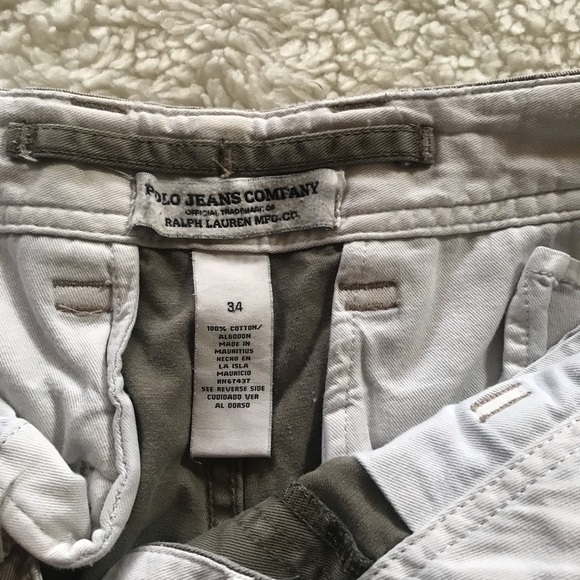 POLO JEANS COMPANY
OFFICIAL TRADEMARK OF
RALPH LAUREN MFG.CO.
34
100% COTTON/
ALGODON
MADE IN
MAURITIUS
HECHO EN
LA ISLA
MAURICIO
RN67437
SEE REVERSE SIDE
CUIDADO VER
AL DORSO